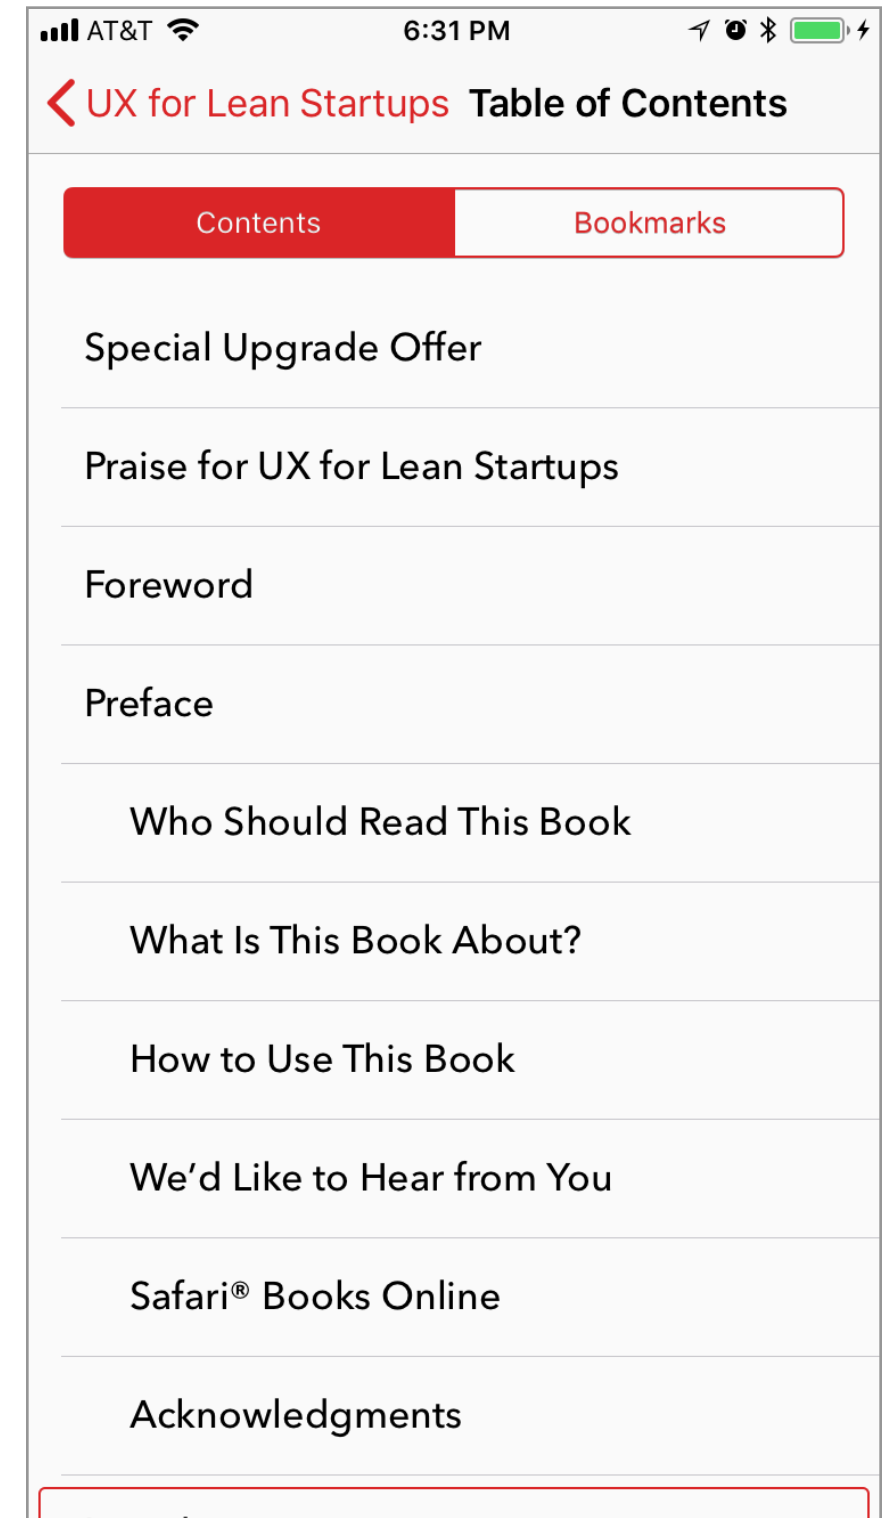 AT&T 6:31 PM
UX for Lean Startups Table of Contents
Contents Bookmarks
Special Upgrade Offer
Praise for UX for Lean Startups
Foreword
Preface
Who Should Read This Book
What Is This Book About?
How to Use This Book
We’d Like to Hear from You
Safari® Books Online
Acknowledgments